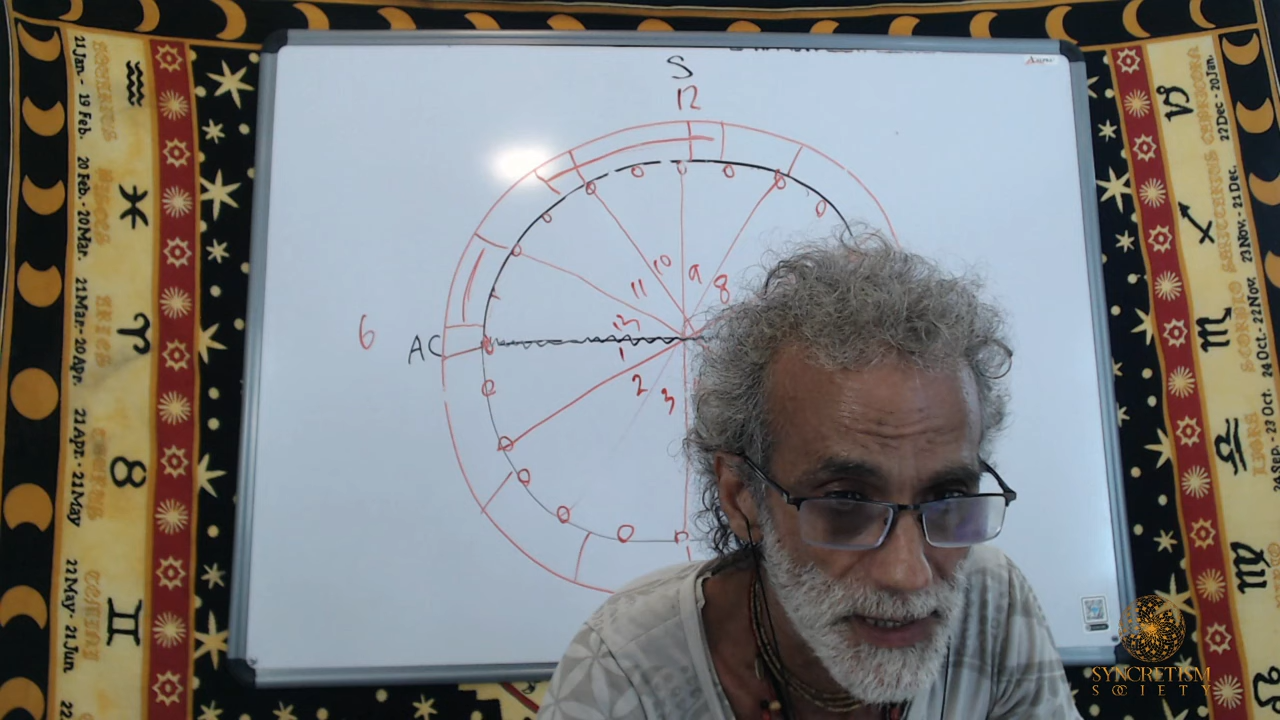 S
12
10
9
8
11
12
6
AC
1
2
3
21 Jan - 19 Feb.
20 Feb. - 20 Mar.
21 Mar. - 20 Apr.
21 Apr. - 21 May
22 May - 21 Jun
22 Dec - 20 Jan.
23 Nov. - 21 Dec.
24 Oct. - 22 Nov.
24 Sep. - 23 Oct.
SYNCRETISM
SOCIETY